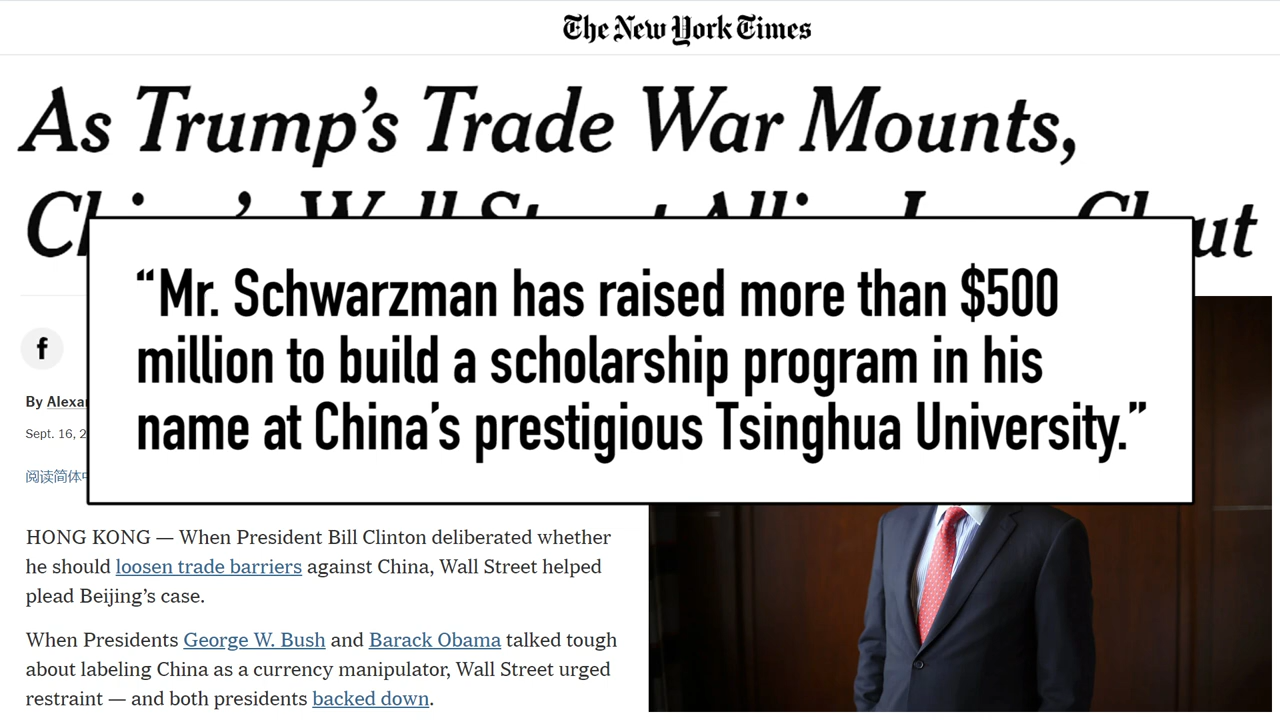 The New York Times
As Trump’s Trade War Mounts,
“Mr. Schwarzman has raised more than $500
million to build a scholarship program in his
name at China’s prestigious Tsinghua University.”
f
By
Sept. 16,
阅读简体
HONG KONG — When President Bill Clinton deliberated whether
he should loosen trade barriers against China, Wall Street helped
plead Beijing’s case.
When Presidents George W. Bush and Barack Obama talked tough
about labeling China as a currency manipulator, Wall Street urged
restraint — and both presidents backed down.